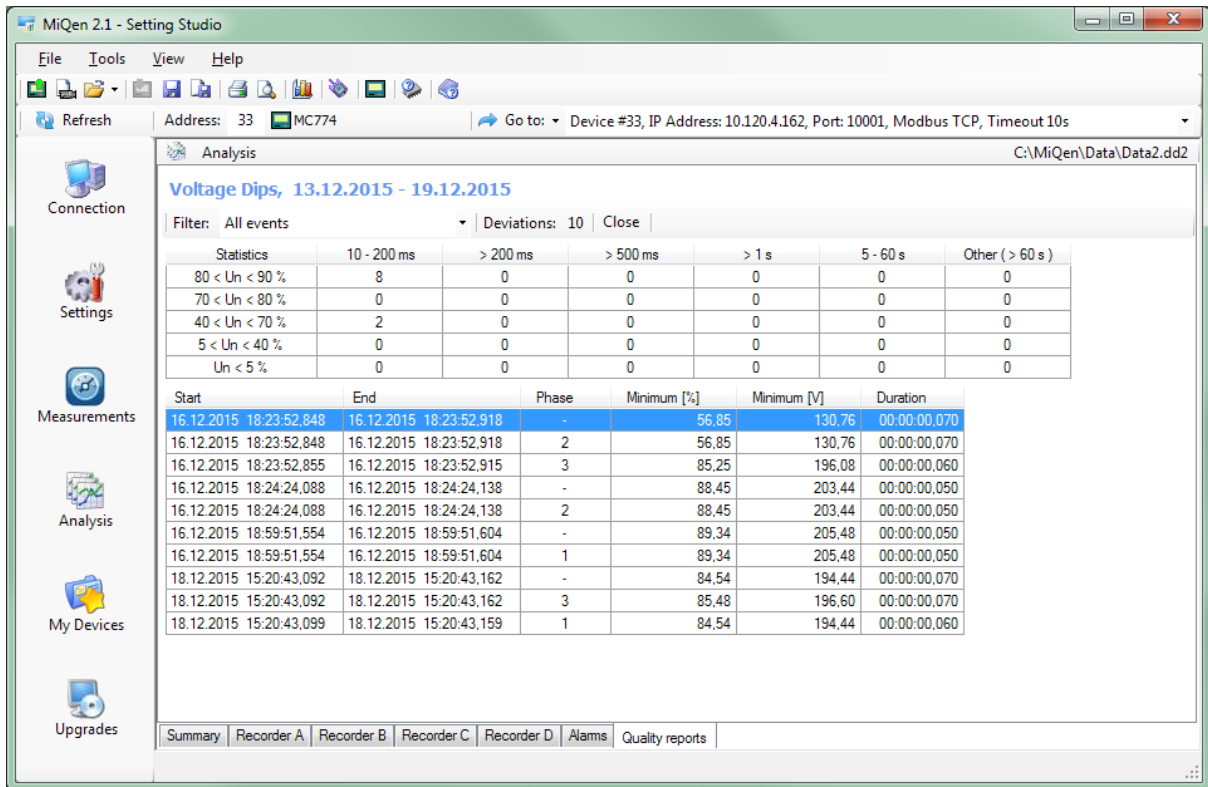 MiQen 2.1 - Setting Studio
File Tools View Help
Refresh Address: 33 MC774 Go to: Device #33, IP Address: 10.120.4.162, Port: 10001, Modbus TCP, Timeout 10s
Connection
Settings
Measurements
Analysis
My Devices
Upgrades
Analysis C:\MiQen\Data\Data2.dd2
Voltage Dips, 13.12.2015 - 19.12.2015
Filter: All events Deviations: 10 Close
Statistics 10 - 200 ms > 200 ms > 500 ms > 1 s 5 - 60 s Other ( > 60 s )
80 < Un < 90 % 8 0 0 0 0 0
70 < Un < 80 % 0 0 0 0 0 0
40 < Un < 70 % 2 0 0 0 0 0
5 < Un < 40 % 0 0 0 0 0 0
Un < 5 % 0 0 0 0 0 0
Start End Phase Minimum [%] Minimum [V] Duration
16.12.2015 18:23:52,848 16.12.2015 18:23:52,918 - 56,85 130,76 00:00:00,070
16.12.2015 18:23:52,848 16.12.2015 18:23:52,918 2 56,85 130,76 00:00:00,070
16.12.2015 18:23:52,855 16.12.2015 18:23:52,915 3 85,25 196,08 00:00:00,060
16.12.2015 18:24:24,088 16.12.2015 18:24:24,138 - 88,45 203,44 00:00:00,050
16.12.2015 18:24:24,088 16.12.2015 18:24:24,138 2 88,45 203,44 00:00:00,050
16.12.2015 18:59:51,554 16.12.2015 18:59:51,604 - 89,34 205,48 00:00:00,050
16.12.2015 18:59:51,554 16.12.2015 18:59:51,604 1 89,34 205,48 00:00:00,050
18.12.2015 15:20:43,092 18.12.2015 15:20:43,162 - 84,54 194,44 00:00:00,070
18.12.2015 15:20:43,092 18.12.2015 15:20:43,162 3 85,48 196,60 00:00:00,070
18.12.2015 15:20:43,099 18.12.2015 15:20:43,159 1 84,54 194,44 00:00:00,060
Summary Recorder A Recorder B Recorder C Recorder D Alarms Quality reports